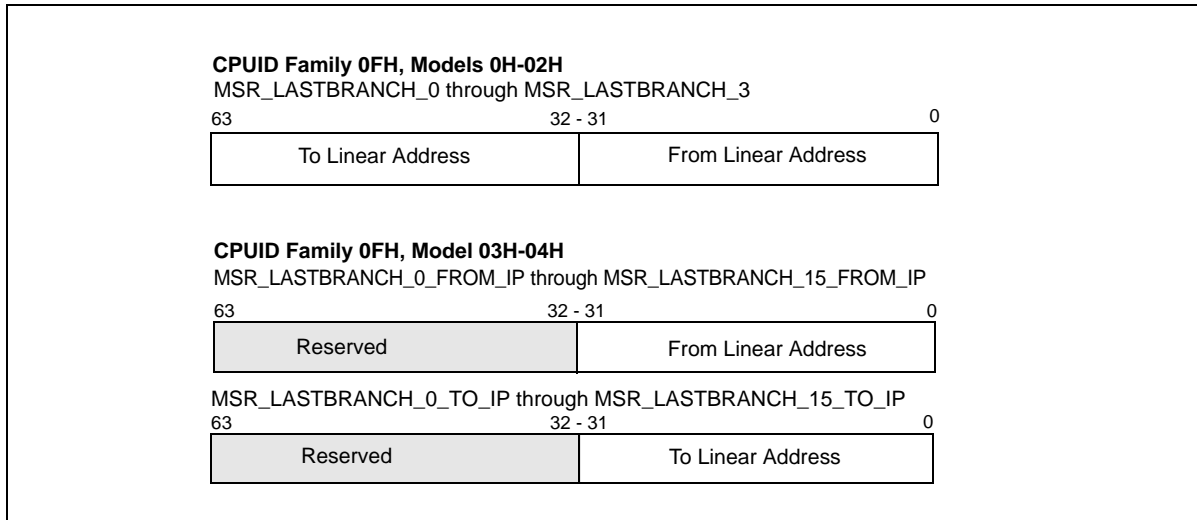 CPUID Family 0FH, Models 0H-02H
MSR_LASTBRANCH_0 through MSR_LASTBRANCH_3
63 32 - 31 0
To Linear Address From Linear Address
CPUID Family 0FH, Model 03H-04H
MSR_LASTBRANCH_0_FROM_IP through MSR_LASTBRANCH_15_FROM_IP
63 32 - 31 0
Reserved From Linear Address
MSR_LASTBRANCH_0_TO_IP through MSR_LASTBRANCH_15_TO_IP
63 32 - 31 0
Reserved To Linear Address